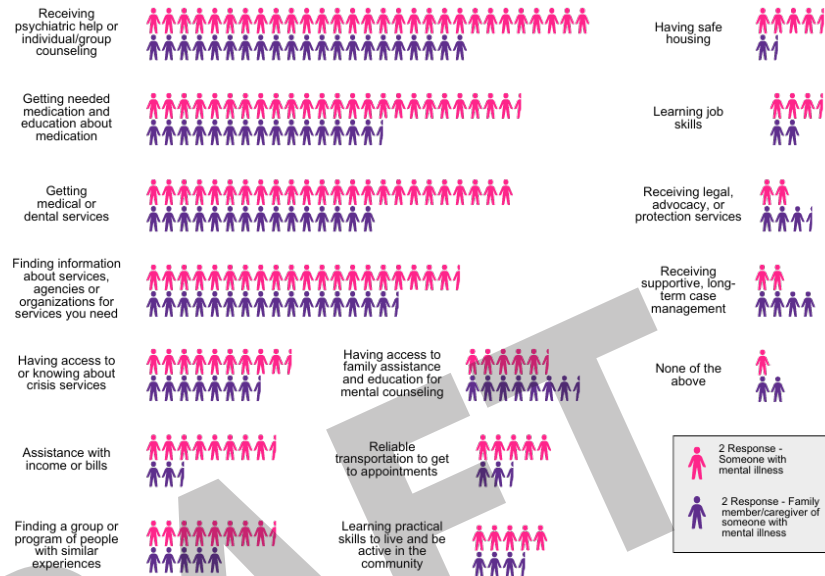 Receiving
psychiatric help or
individual/group
counseling
Having safe
housing
Getting needed
medication and
education about
medication
Learning job
skills
Getting
medical or
dental services
Receiving legal,
advocacy, or
protection services
Finding information
about services,
agencies or
organizations for
services you need
Receiving
supportive, long-
term case
management
Having access to
or knowing about
crisis services
Having access to
family assistance
and education for
mental counseling
None of the
above
Assistance with
income or bills
Reliable
transportation to get
to appointments
Finding a group or
program of people
with similar
experiences
Learning practical
skills to live and be
active in the
community
2 Response -
Someone with
mental illness
2 Response - Family
member/caregiver of
someone with
mental illness
AFT